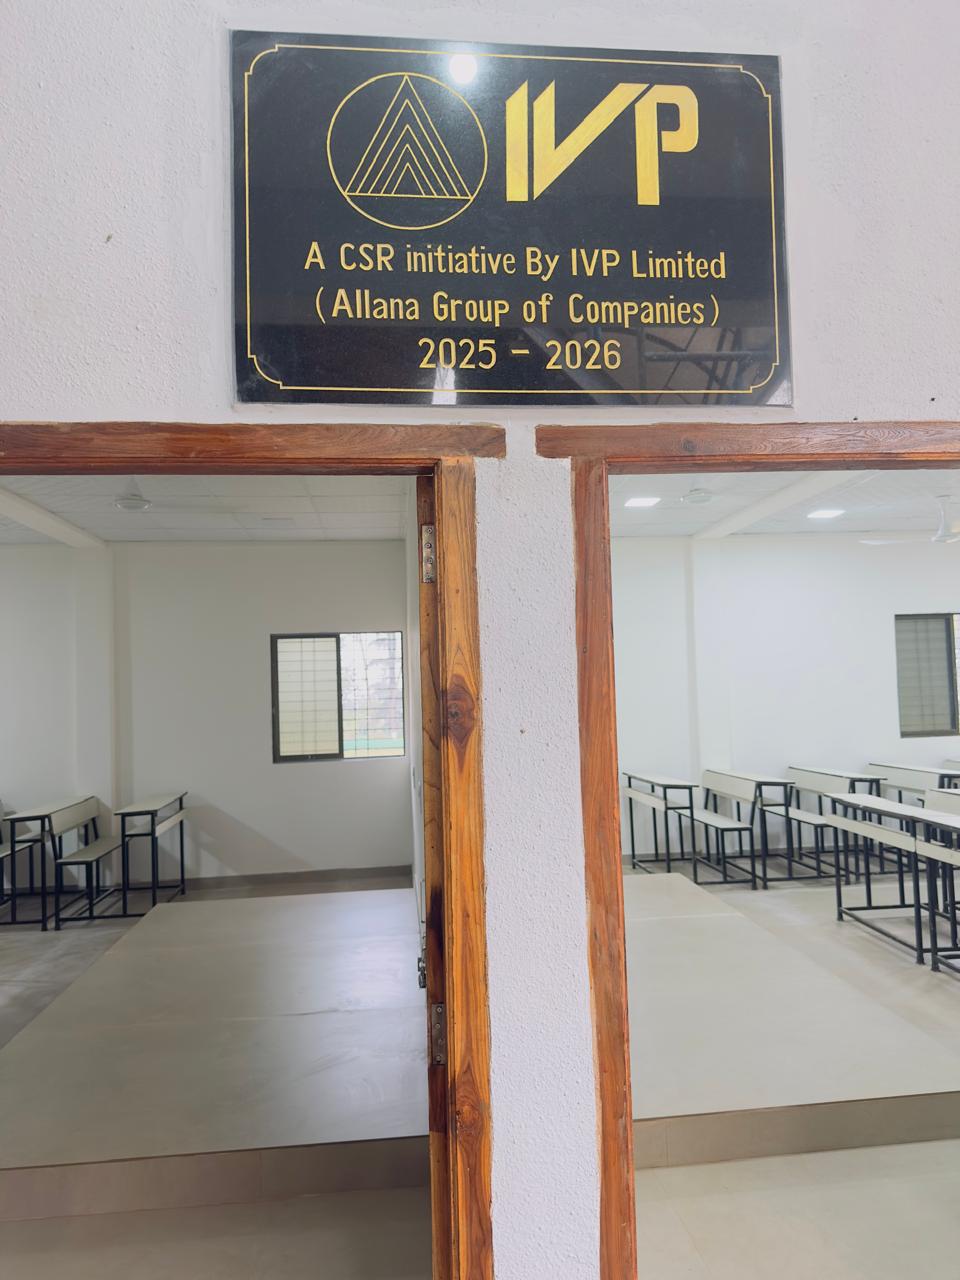 IVP
A CSR initiative By IVP Limited
(Allana Group of Companies)
2025 - 2026